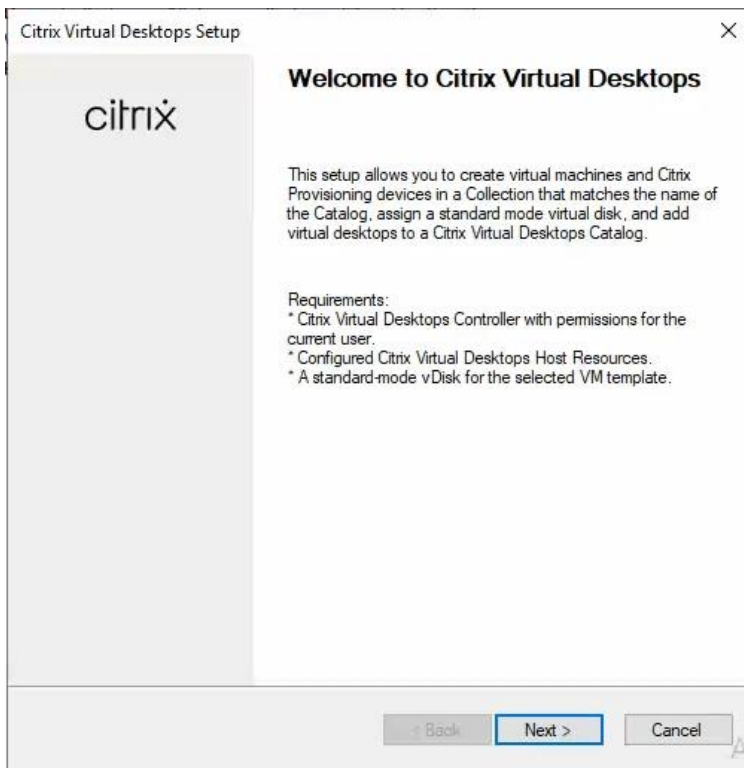 Citrix Virtual Desktops Setup
citrix
Welcome to Citrix Virtual Desktops
This setup allows you to create virtual machines and Citrix
Provisioning devices in a Collection that matches the name of
the Catalog, assign a standard mode virtual disk, and add
virtual desktops to a Citrix Virtual Desktops Catalog.
Requirements:
* Citrix Virtual Desktops Controller with permissions for the
current user.
* Configured Citrix Virtual Desktops Host Resources.
* A standard-mode vDisk for the selected VM template.
< Back
Next >
Cancel